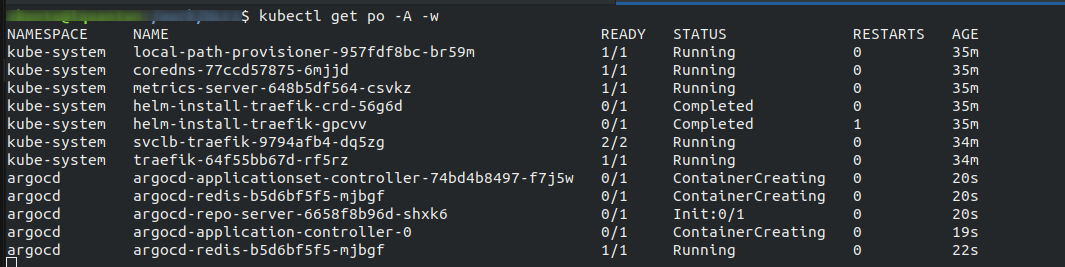 $ kubectl get po -A -w
NAMESPACE NAME READY STATUS RESTARTS AGE
kube-system local-path-provisioner-957fdf8bc-br59m 1/1 Running 0 35m
kube-system coredns-77ccd57875-6mjjd 1/1 Running 0 35m
kube-system metrics-server-648b5df564-csvkz 1/1 Running 0 35m
kube-system helm-install-traefik-crd-56g6d 0/1 Completed 0 35m
kube-system helm-install-traefik-gpcvv 0/1 Completed 1 35m
kube-system svclb-traefik-9794afb4-dq5zg 2/2 Running 0 34m
kube-system traefik-64f55bb67d-rf5rz 1/1 Running 0 34m
argocd argocd-applicationset-controller-74bd4b8497-f7j5w 0/1 ContainerCreating 0 20s
argocd argocd-redis-b5d6bf5f5-mjbgf 0/1 ContainerCreating 0 20s
argocd argocd-repo-server-6658f8b96d-shxk6 0/1 Init:0/1 0 20s
argocd argocd-application-controller-0 0/1 ContainerCreating 0 19s
argocd argocd-redis-b5d6bf5f5-mjbgf 1/1 Running 0 22s